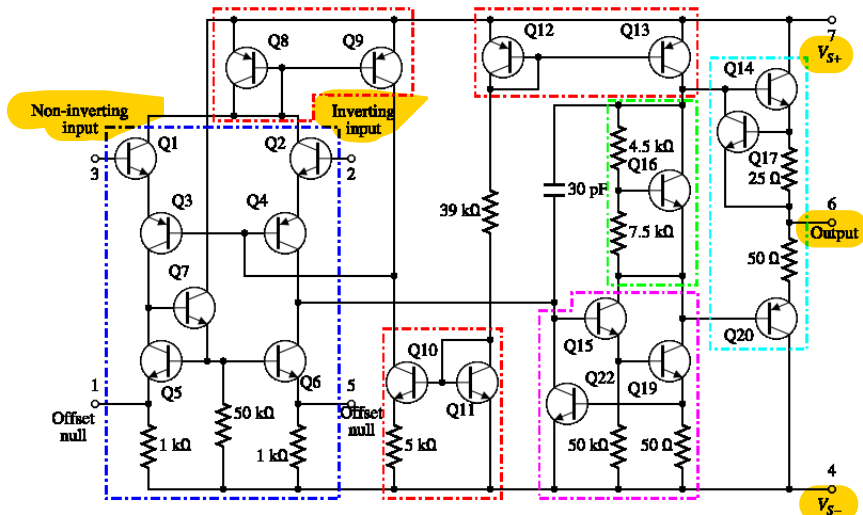 Q8
Q9
Q12
Q13
7
V_S+
Q14
Non-inverting
input
Inverting
input
Q1
Q2
3
2
4.5 kΩ
Q16
Q17
25 Ω
30 pF
Q3
Q4
39 kΩ
7.5 kΩ
6
Output
50 Ω
Q7
Q15
Q20
Q10
1
Q5
Q6
5
Q22
Q19
Q11
Offset
null
50 kΩ
Offset
null
1 kΩ
1 kΩ
5 kΩ
50 kΩ
50 Ω
4
V_S−